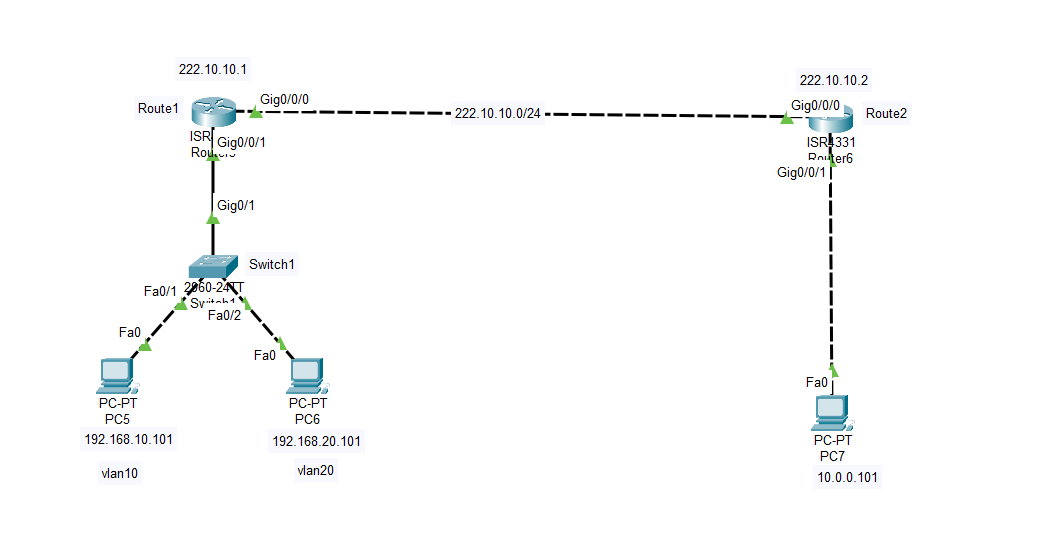 222.10.10.1
222.10.10.2
Route1
Gig0/0/0
222.10.10.0/24
Gig0/0/0
Route2
Gig0/0/1
ISR4331
Router6
Gig0/0/1
Gig0/1
Switch1
Fa0/1
2960-24TT
Switch1
Fa0/2
Fa0
Fa0
Fa0
PC-PT
PC5
PC-PT
PC6
PC-PT
PC7
192.168.10.101
192.168.20.101
10.0.0.101
vlan10
vlan20